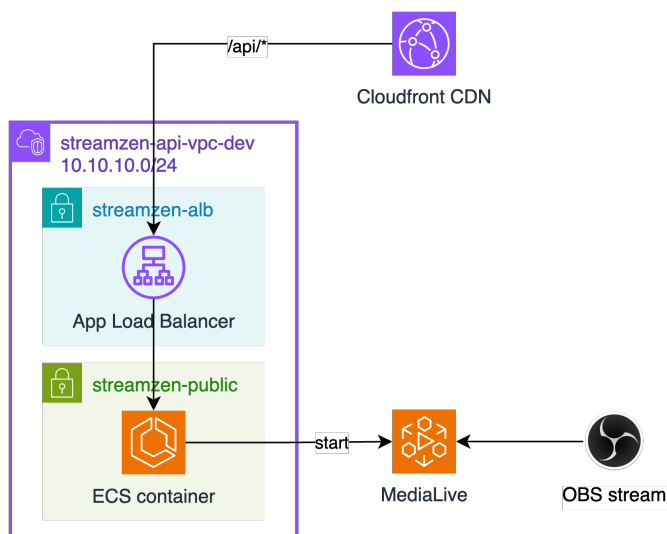 /api/*
Cloudfront CDN
streamzen-api-vpc-dev
10.10.10.0/24
streamzen-alb
App Load Balancer
streamzen-public
start
ECS container
MediaLive
OBS stream